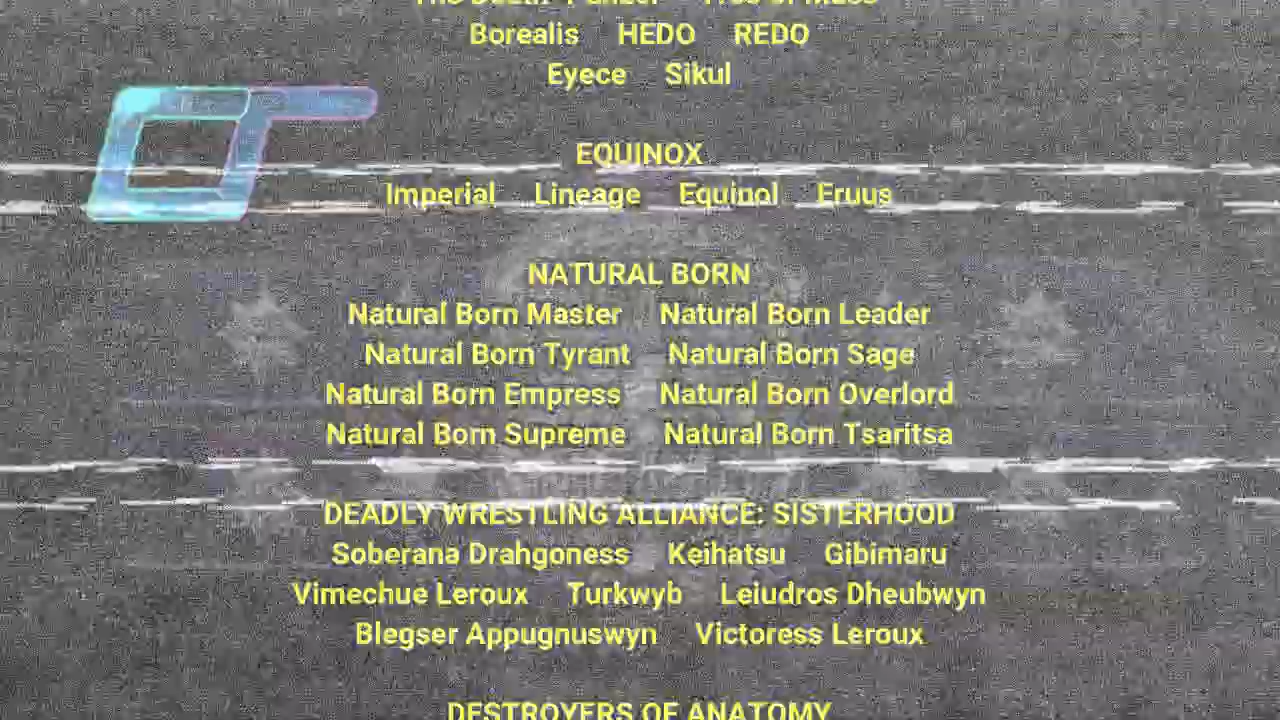 Borealis HEDO REDO
Eyece Sikul
EQUINOX
Imperial Lineage Equinol Eruus
NATURAL BORN
Natural Born Master Natural Born Leader
Natural Born Tyrant Natural Born Sage
Natural Born Empress Natural Born Overlord
Natural Born Supreme Natural Born Tsaritsa
DEADLY WRESTLING ALLIANCE: SISTERHOOD
Soberana Drahgoness Keihatsu Gibimaru
Vimechue Leroux Turkwyb Leiudros Dheubwyn
Blegser Appugnuswyn Victoress Leroux
DESTROYERS OF ANATOMY